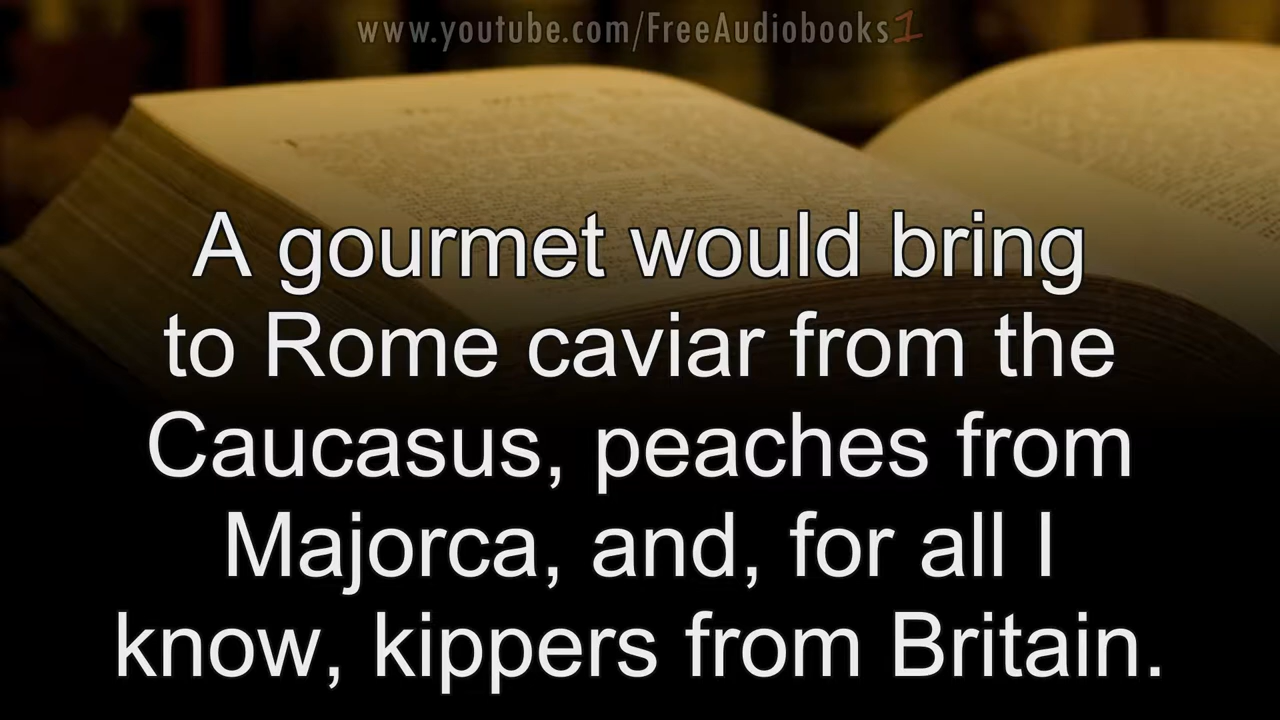 www.youtube.com/FreeAudiobooks1
A gourmet would bring
to Rome caviar from the
Caucasus, peaches from
Majorca, and, for all I
know, kippers from Britain.